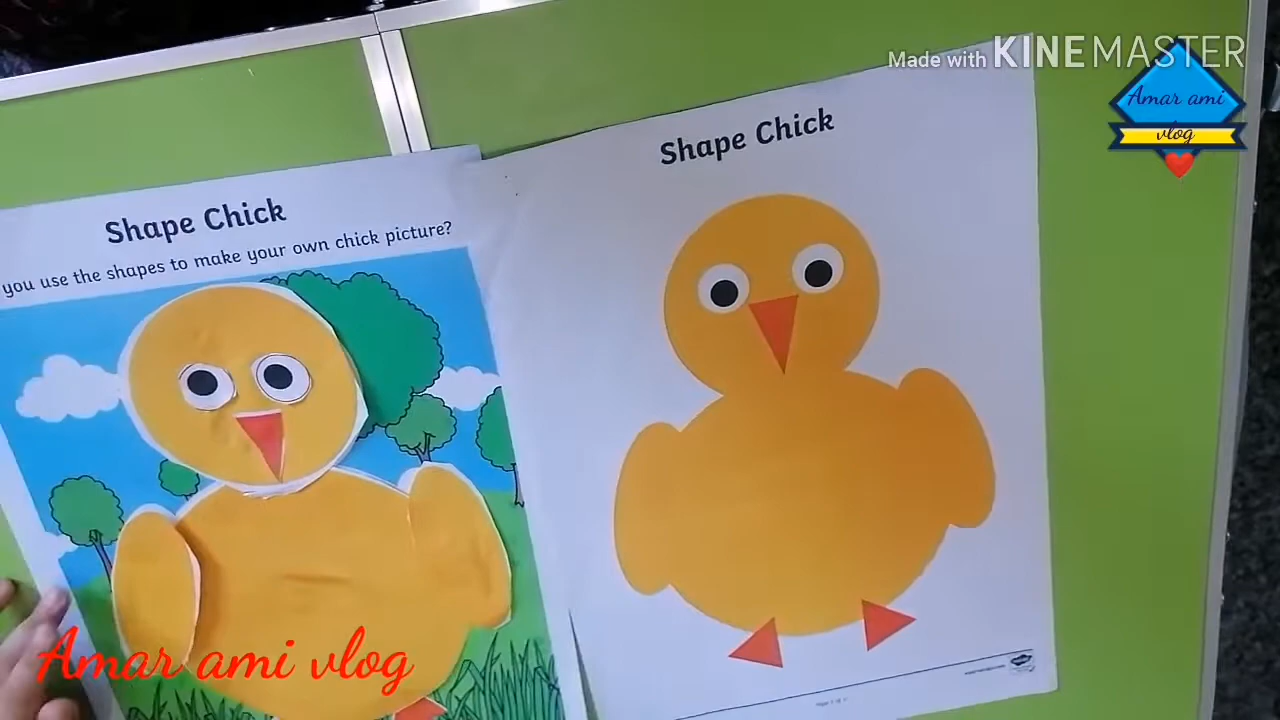 Made with KINEMASTER
Amar ami
vlog
Shape Chick
Shape Chick
you use the shapes to make your own chick picture?
Amar ami vlog